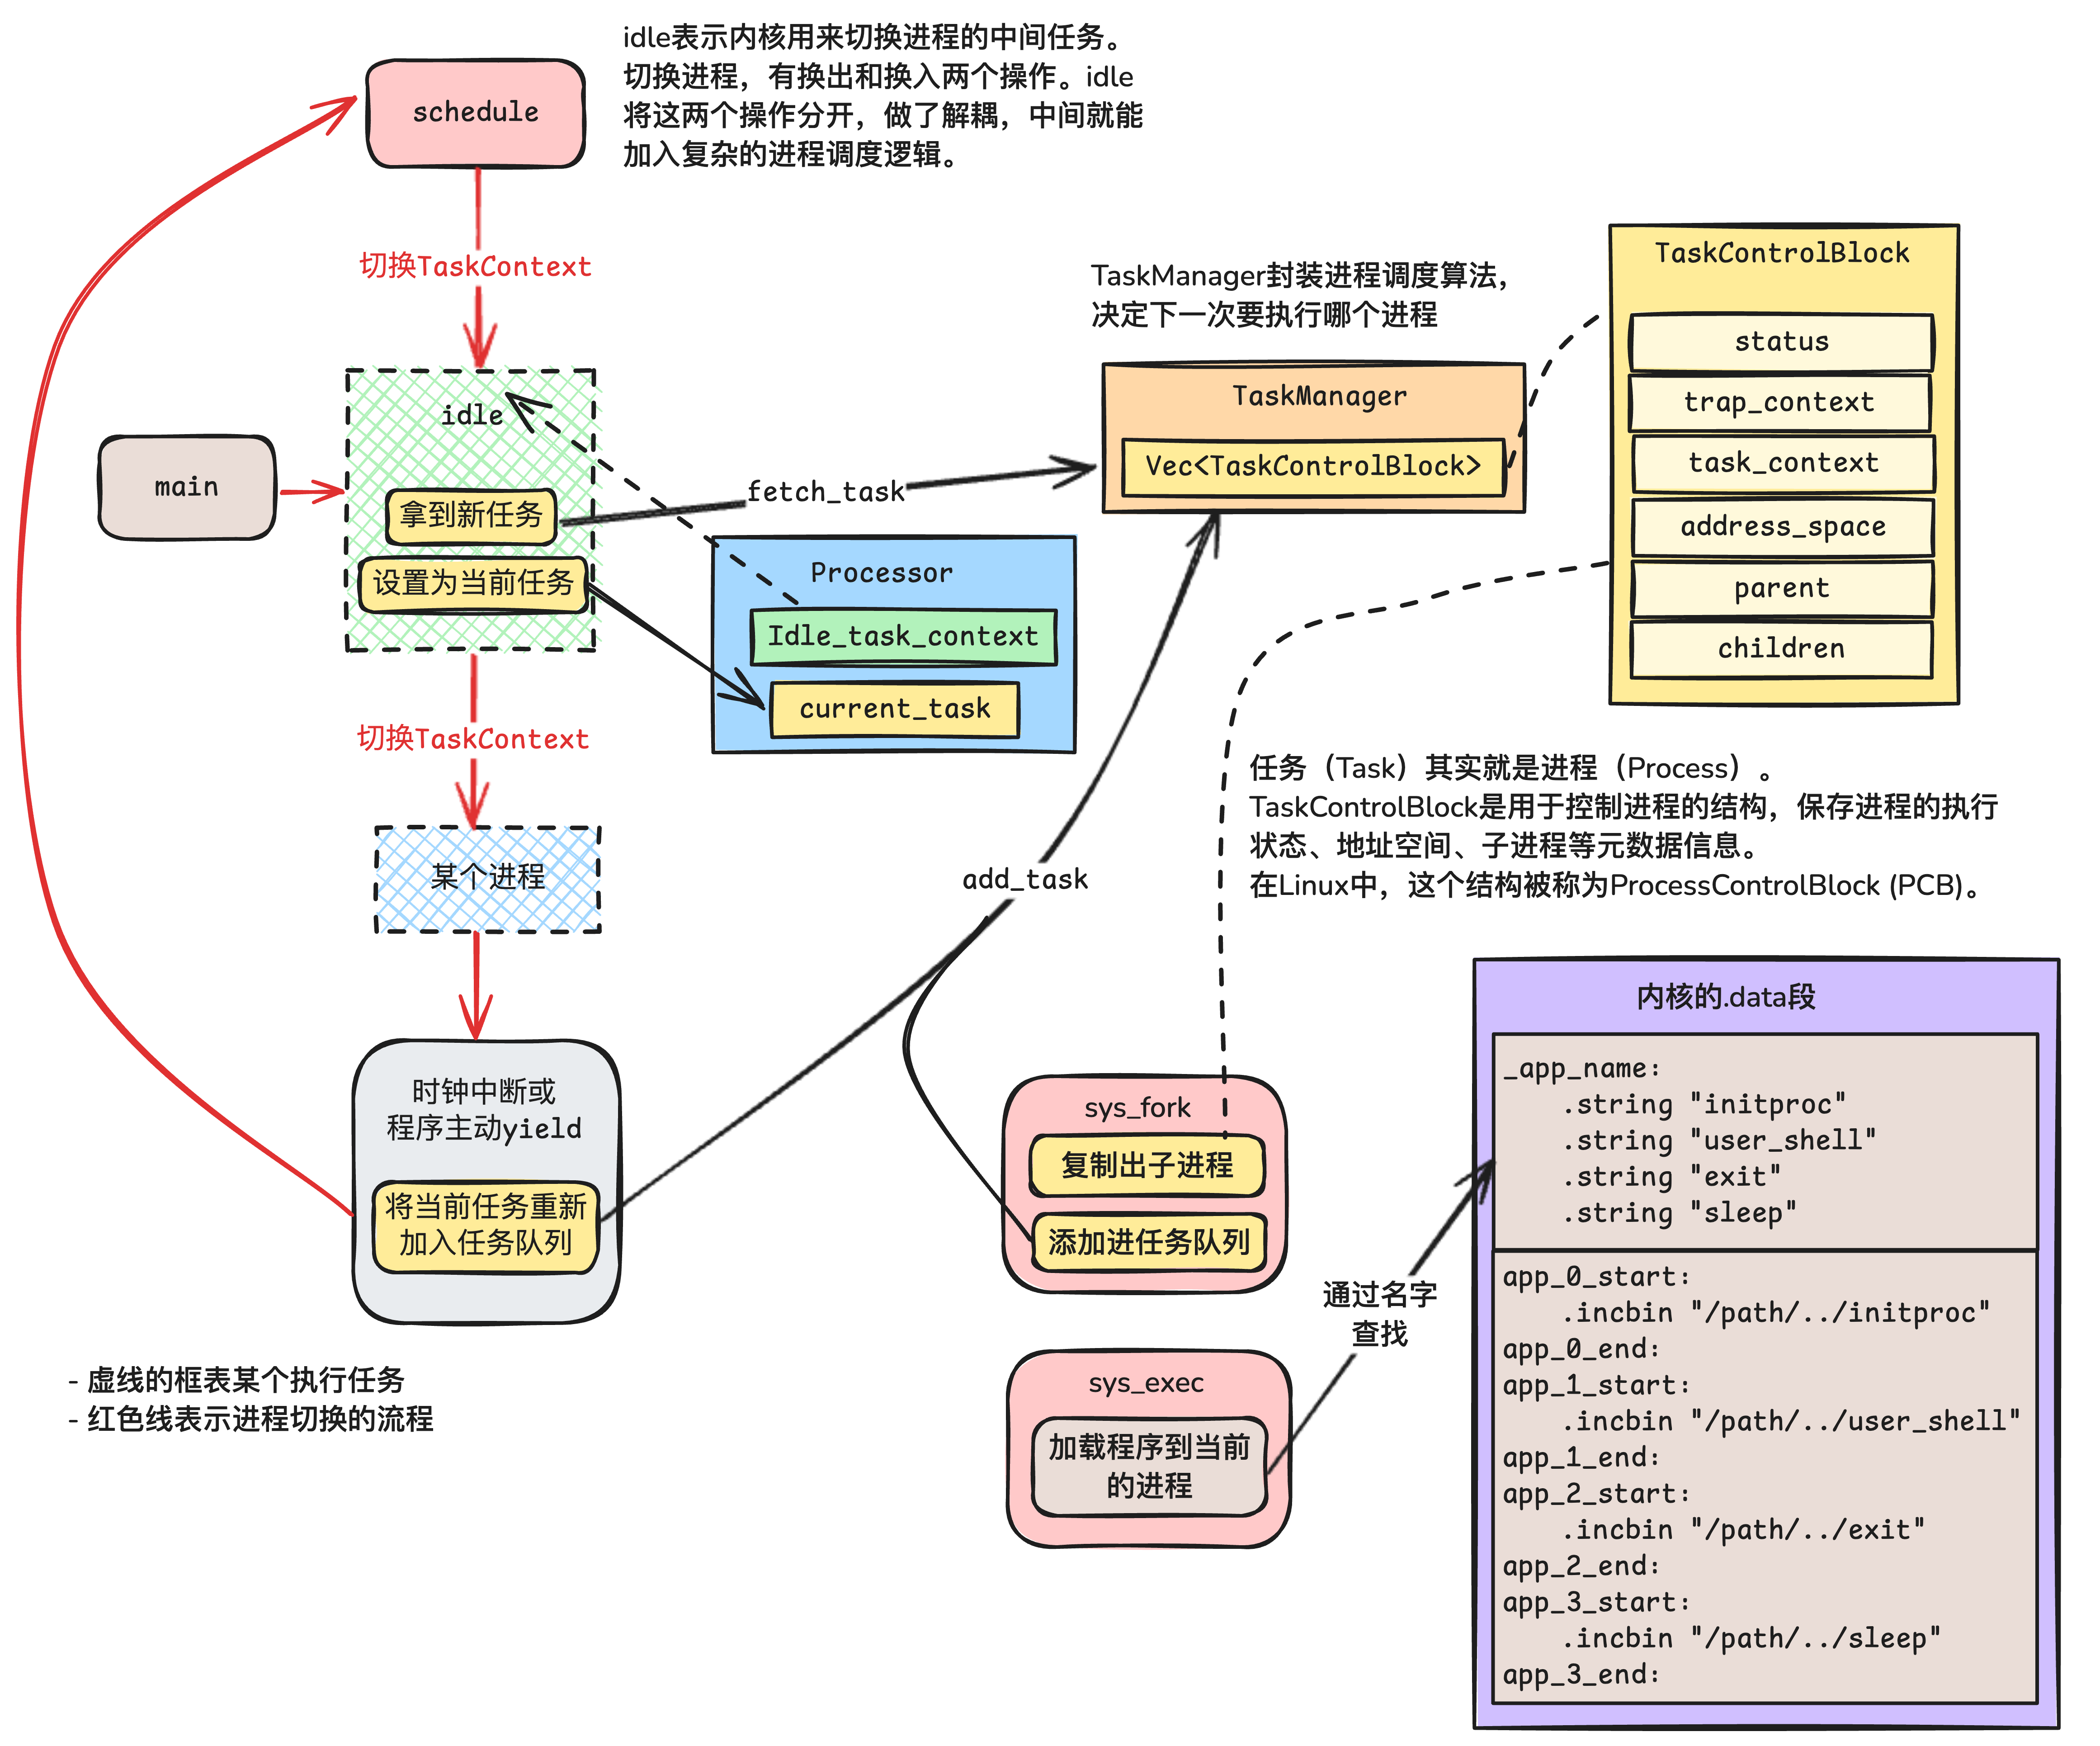 idle表示内核用来切换进程的中间任务。
切换进程，有换出和换入两个操作。idle
将这两个操作分开，做了解耦，中间就能
加入复杂的进程调度逻辑。
schedule
切换TaskContext
idle
拿到新任务
设置为当前任务
main
fetch_task
TaskManager封装进程调度算法，
决定下一次要执行哪个进程
TaskManager
Vec<TaskControlBlock>
TaskControlBlock
status
trap_context
task_context
address_space
parent
children
Processor
Idle_task_context
current_task
切换TaskContext
某个进程
任务（Task）其实就是进程（Process）。
TaskControlBlock是用于控制进程的结构，保存进程的执行
状态、地址空间、子进程等元数据信息。
在Linux中，这个结构被称为ProcessControlBlock (PCB)。
add_task
时钟中断或
程序主动yield
将当前任务重新
加入任务队列
sys_fork
复制出子进程
添加进任务队列
sys_exec
加载程序到当前
的进程
通过名字
查找
内核的.data段
_app_name:
.string "initproc"
.string "user_shell"
.string "exit"
.string "sleep"
app_0_start:
.incbin "/path/../initproc"
app_0_end:
app_1_start:
.incbin "/path/../user_shell"
app_1_end:
app_2_start:
.incbin "/path/../exit"
app_2_end:
app_3_start:
.incbin "/path/../sleep"
app_3_end:
- 虚线的框表某个执行任务
- 红色线表示进程切换的流程